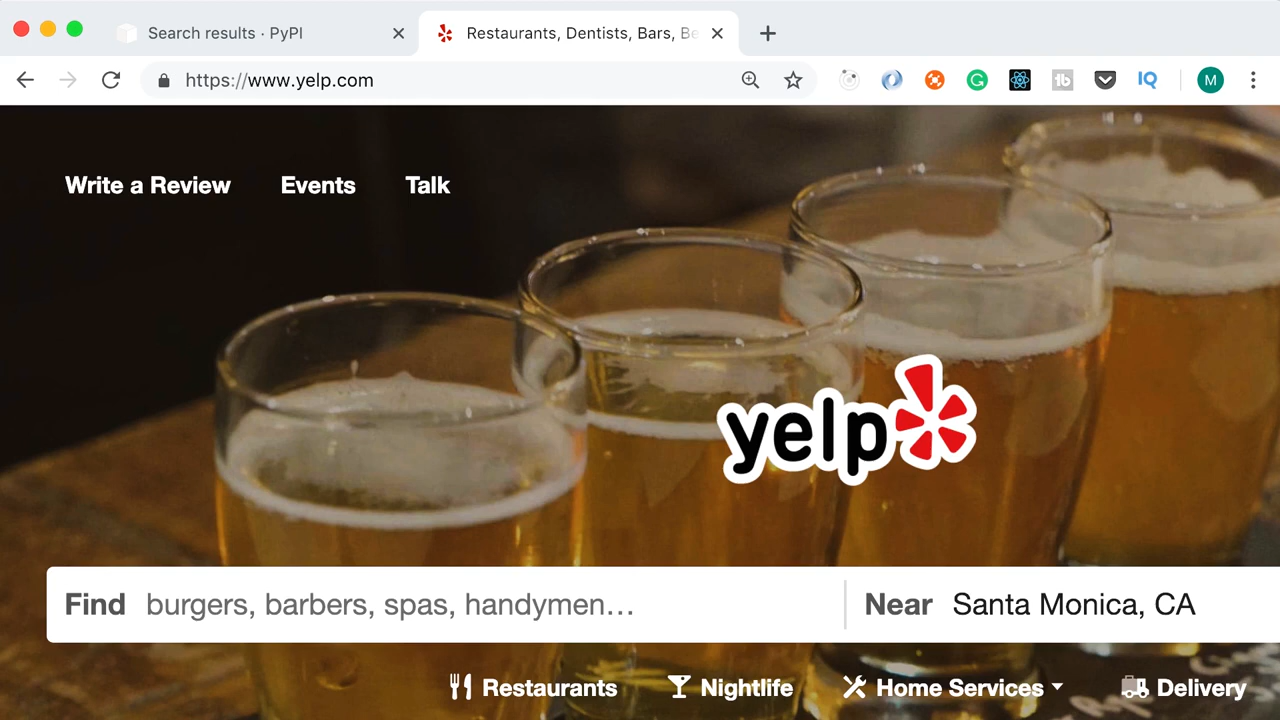 Search results · PyPI
Restaurants, Dentists, Bars, Be
https://www.yelp.com
tb
IQ
M
Write a Review Events Talk
yelp
Find burgers, barbers, spas, handymen… Near Santa Monica, CA
Restaurants Nightlife Home Services Delivery